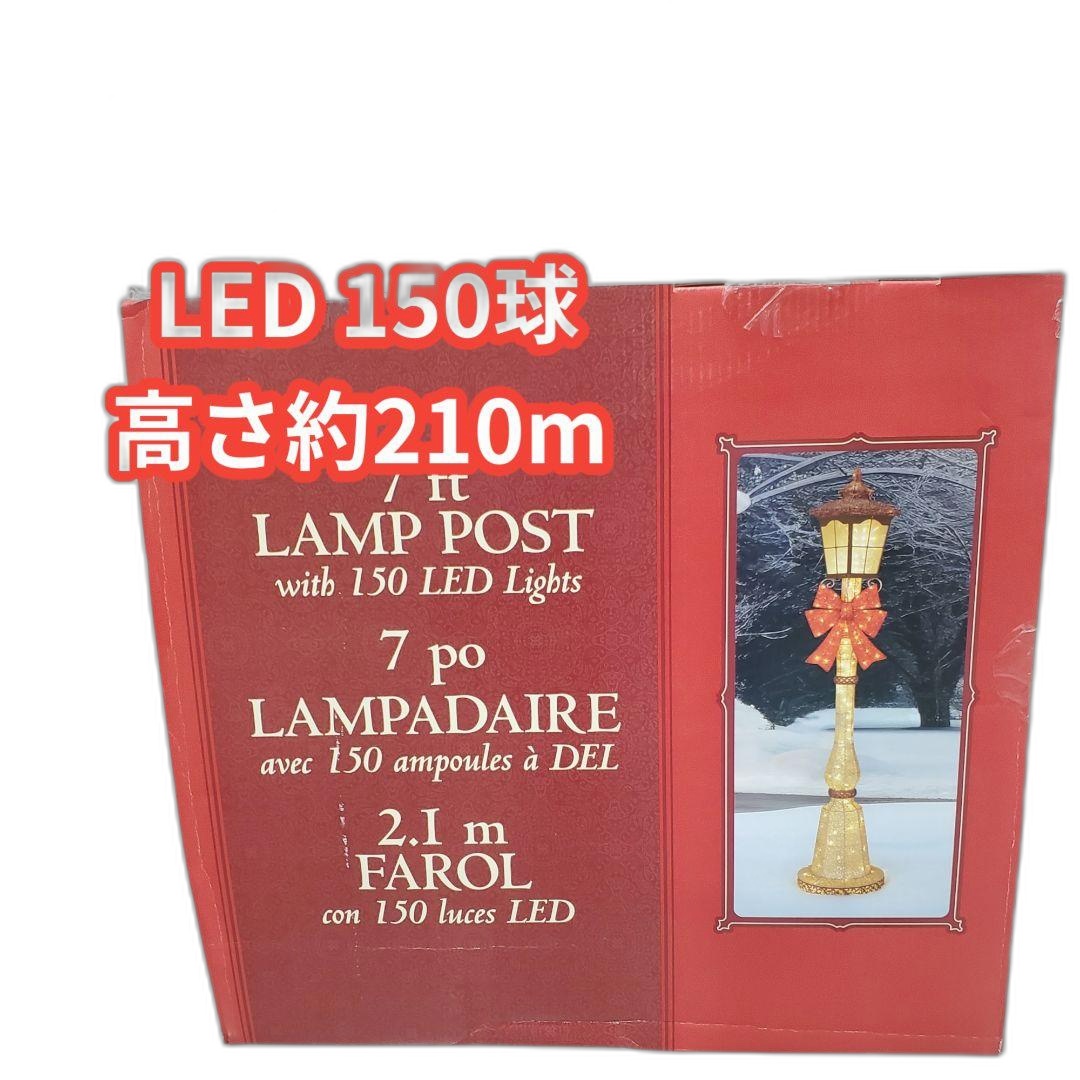 LED 150球
高さ約210m
7 ft
LAMP POST
with 150 LED Lights
7 po
LAMPADAIRE
avec 150 ampoules à DEL
2.1 m
FAROL
con 150 luces LED